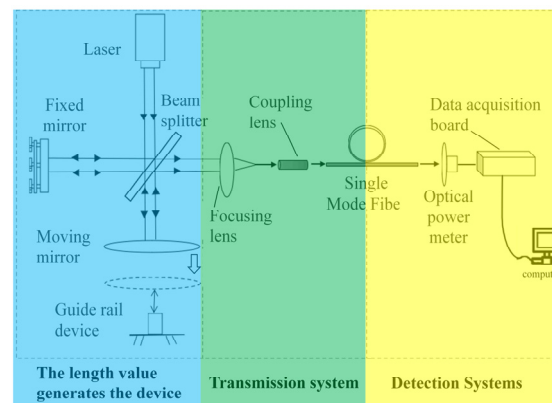 Laser
Fixed
mirror
Beam
splitter
Coupling
lens
Data acquisition
board
Focusing
lens
Single
Mode Fibe
Optical
power
meter
Moving
mirror
Guide rail
device
comput
The length value
generates the device
Transmission system
Detection Systems